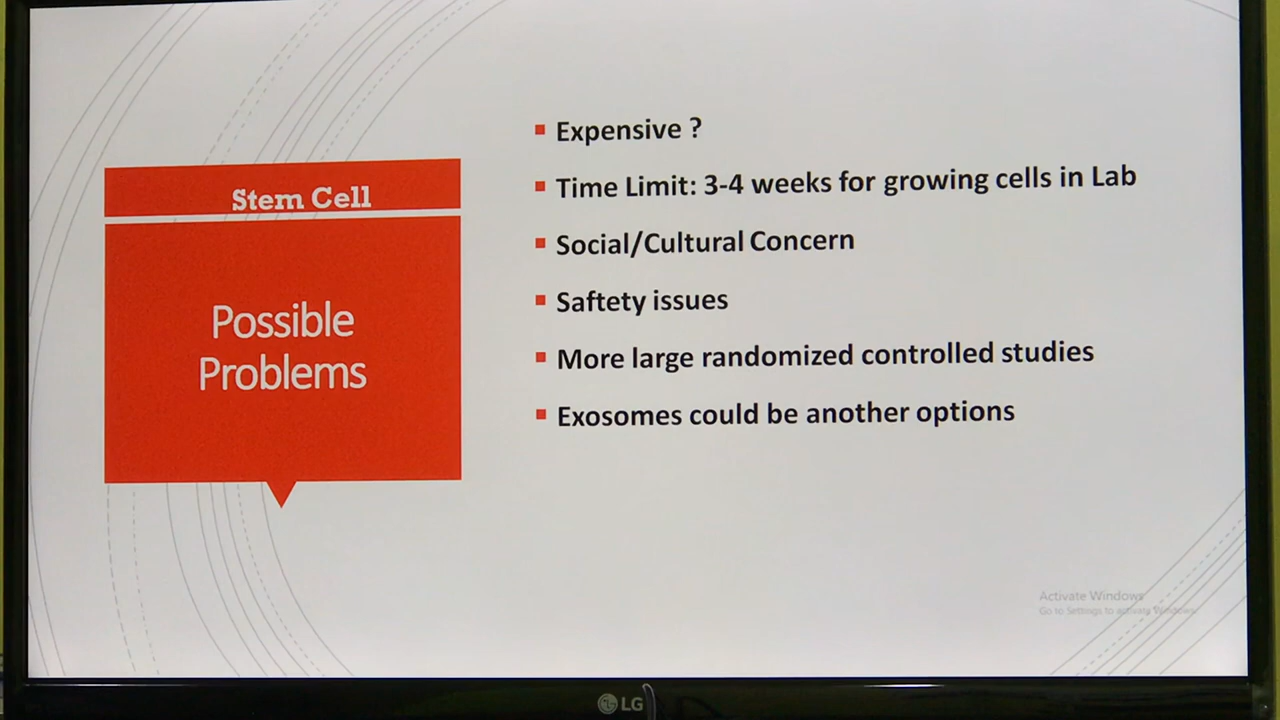 Stem Cell
Possible
Problems
Expensive ?
Time Limit: 3-4 weeks for growing cells in Lab
Social/Cultural Concern
Saftety issues
More large randomized controlled studies
Exosomes could be another options
Activate Windows
Go to Settings to activate Windows.
LG